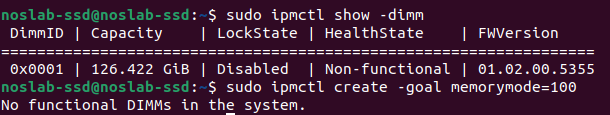 noslab-ssd@noslab-ssd:~$ sudo ipmctl show -dimm
DimmID | Capacity | LockState | HealthState | FWVersion
================================================================================
0x0001 | 126.422 GiB | Disabled | Non-functional | 01.02.00.5355
noslab-ssd@noslab-ssd:~$ sudo ipmctl create -goal memorymode=100
No functional DIMMs in the system.